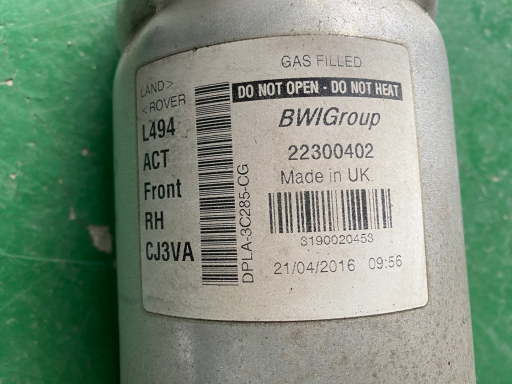 LAND >
< ROVER
L494
ACT
Front
RH
CJ3VA
DPLA-3C285-CG
GAS FILLED
DO NOT OPEN - DO NOT HEAT
BWIGroup
22300402
Made in UK
S190020453
21/04/2016 09:56